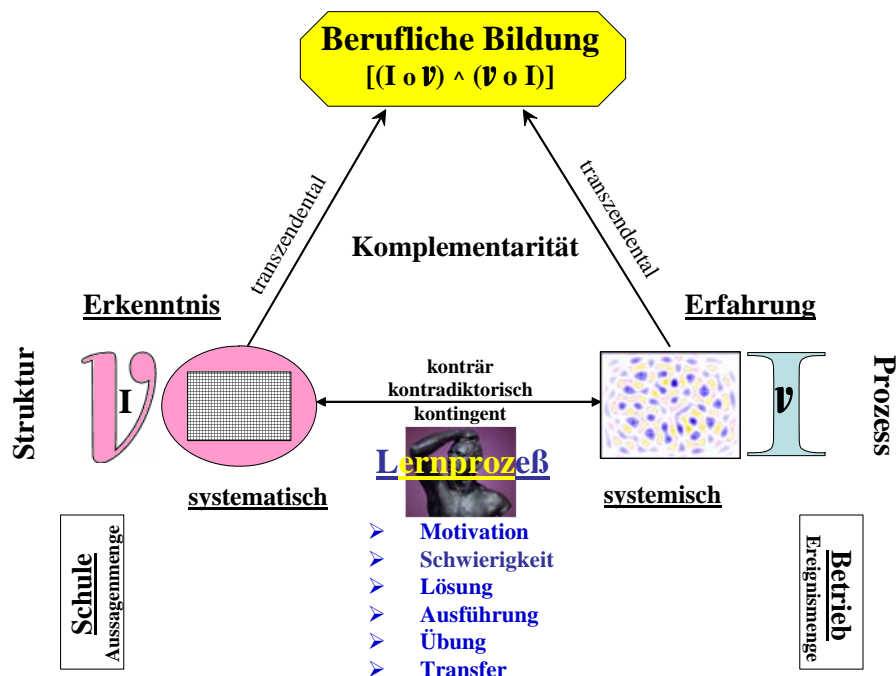 Berufliche Bildung
[(I o v) ^ (v o I)]
transzendental
transzendental
Komplementarität
Erkenntnis
Erfahrung
Struktur
v I
konträr
kontradiktorisch
kontingent
I v
Prozess
Lernprozeß
systematisch
systemisch
Schule
Aussagenmenge
➢ Motivation
➢ Schwierigkeit
➢ Lösung
➢ Ausführung
➢ Übung
➢ Transfer
Betrieb
Ereignismenge